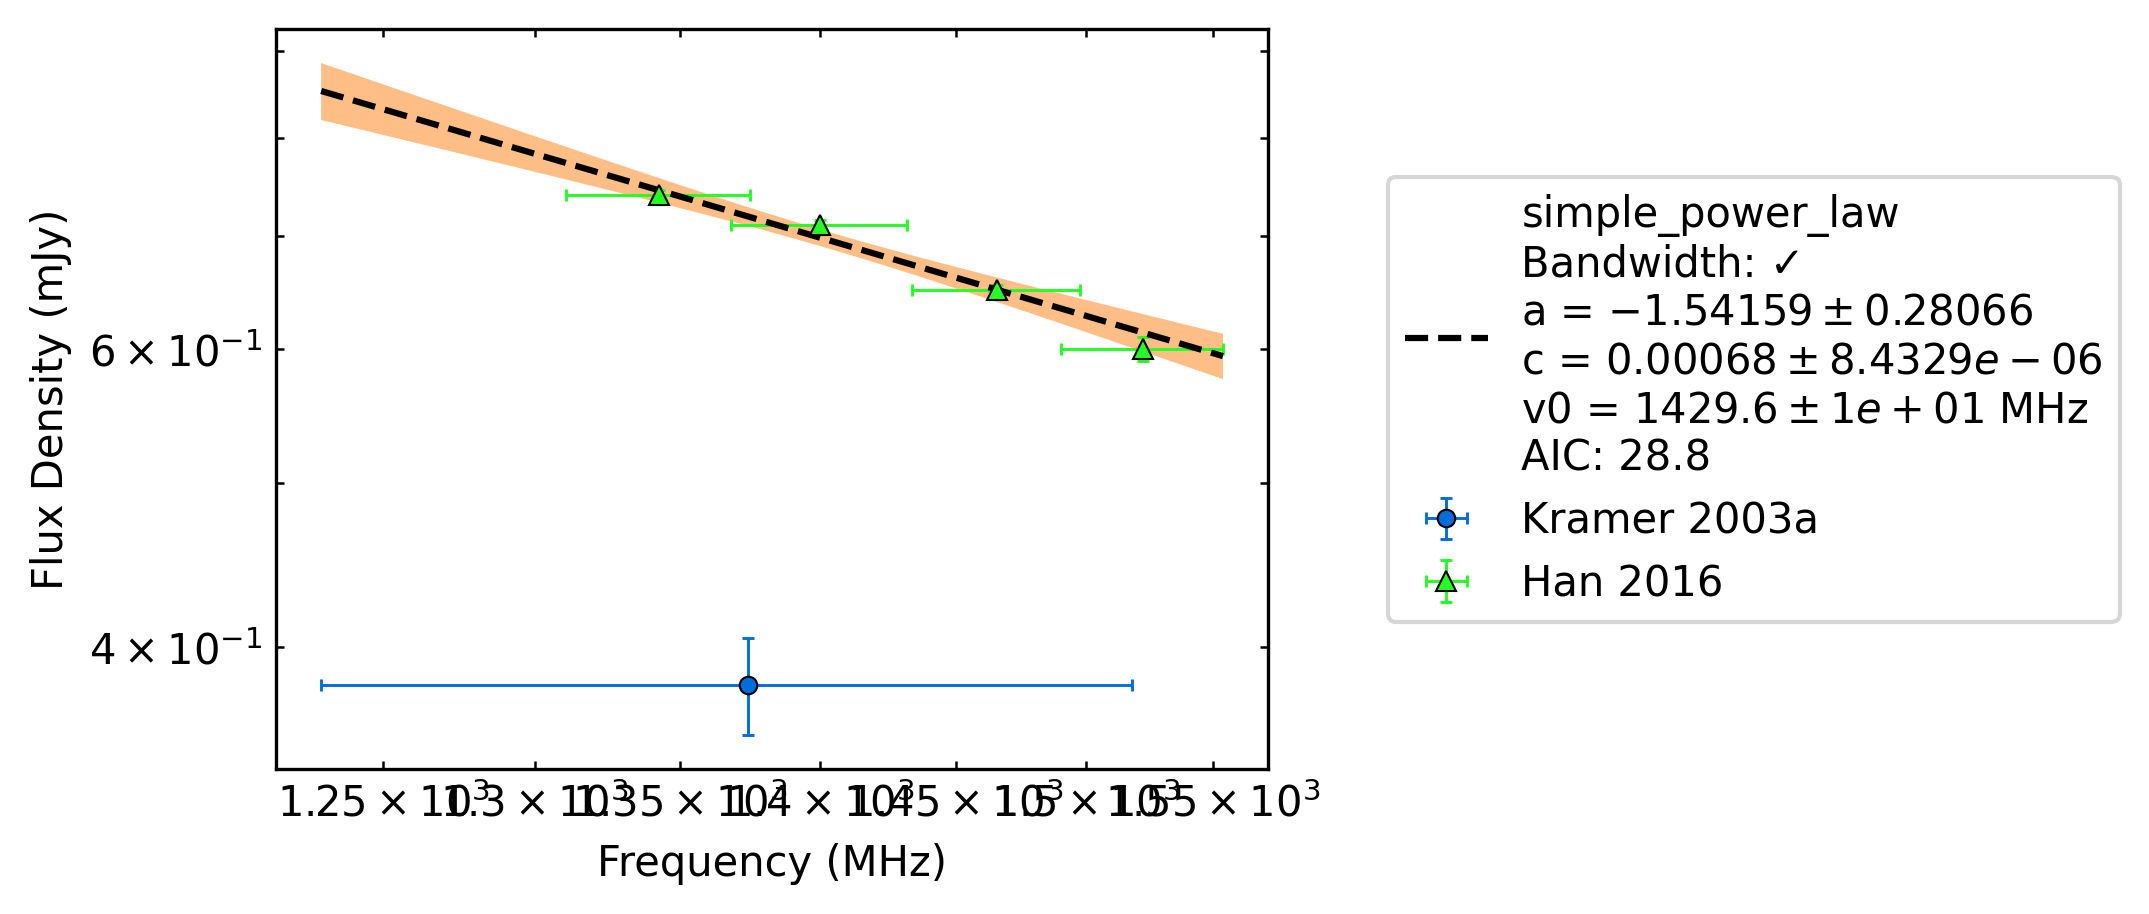 Flux Density (mJy)
6 × 10⁻¹
4 × 10⁻¹
1.25 × 10³
1.3 × 10³
1.35 × 10³
1.4 × 10³
1.45 × 10³
1.5 × 10³
1.55 × 10³
Frequency (MHz)
simple_power_law
Bandwidth: ✓
a = −1.54159 ± 0.28066
c = 0.00068 ± 8.4329e − 06
v0 = 1429.6 ± 1e + 01 MHz
AIC: 28.8
Kramer 2003a
Han 2016